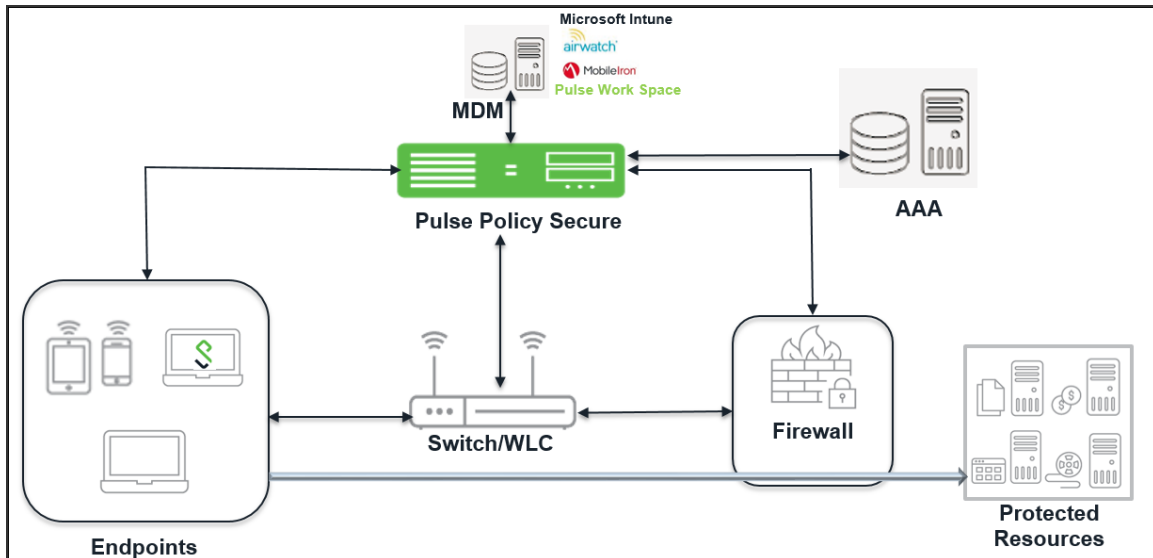 Microsoft Intune
airwatch
MobileIron
Pulse Work Space
MDM
Pulse Policy Secure
AAA
Switch/WLC
Firewall
Endpoints
Protected
Resources